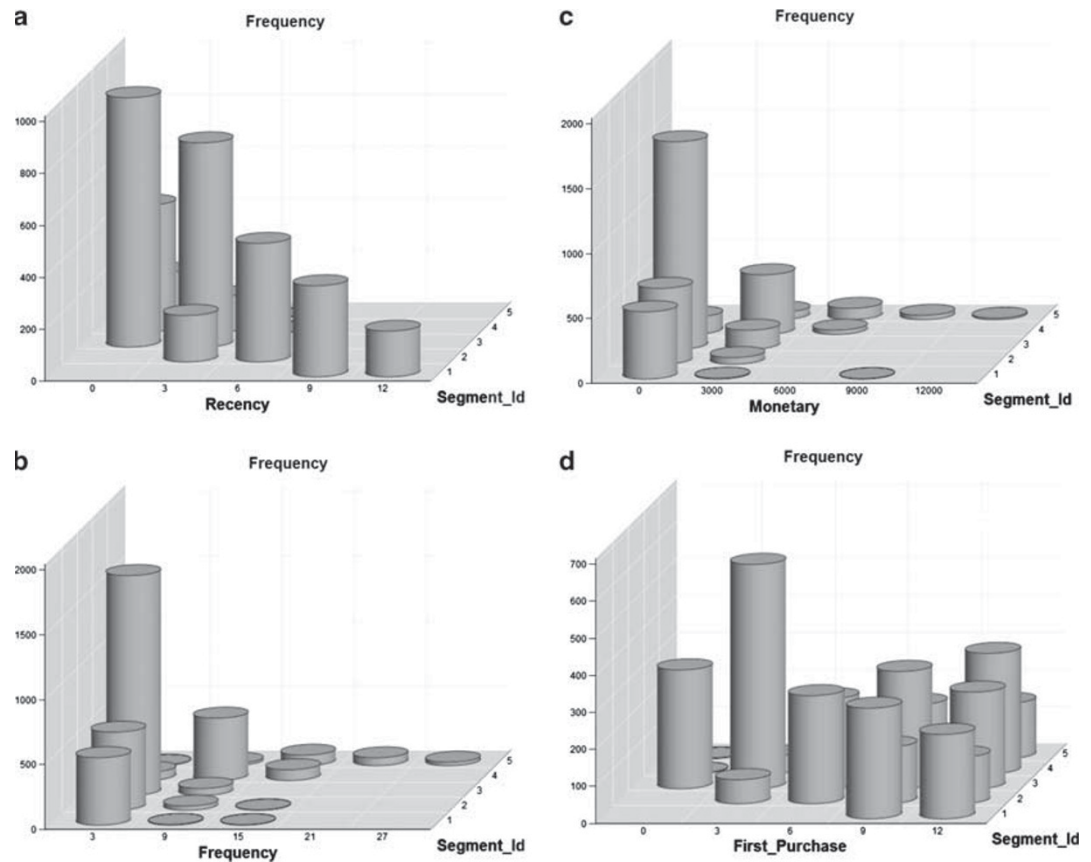 a
Frequency
1000
800
600
400
200
0
0 3 6 9 12
1 2 3 4 5
Recency
Segment_Id
c
Frequency
2000
1500
1000
500
0
0 3000 6000 9000 12000
1 2 3 4 5
Monetary
Segment_Id
b
Frequency
2000
1500
1000
500
0
3 9 15 21 27
1 2 3 4 5
Frequency
Segment_Id
d
Frequency
700
600
500
400
300
200
100
0
0 3 6 9 12
1 2 3 4 5
First_Purchase
Segment_Id